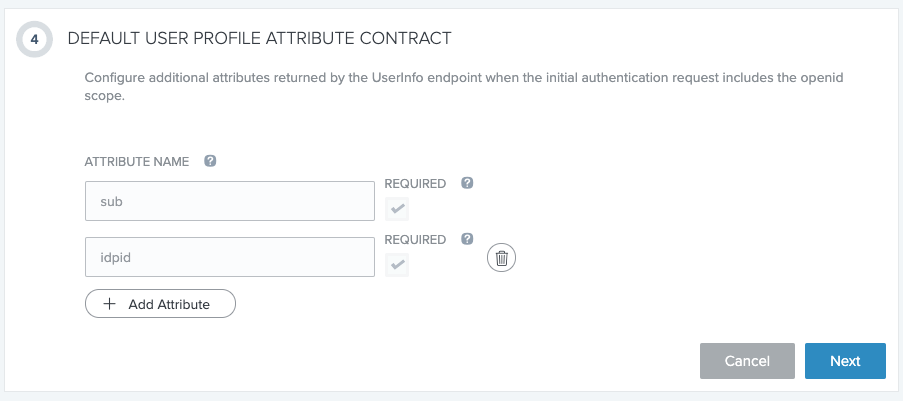 4 DEFAULT USER PROFILE ATTRIBUTE CONTRACT
Configure additional attributes returned by the UserInfo endpoint when the initial authentication request includes the openid
scope.
ATTRIBUTE NAME ?
REQUIRED ?
sub
REQUIRED ?
idpid
+ Add Attribute
Cancel Next